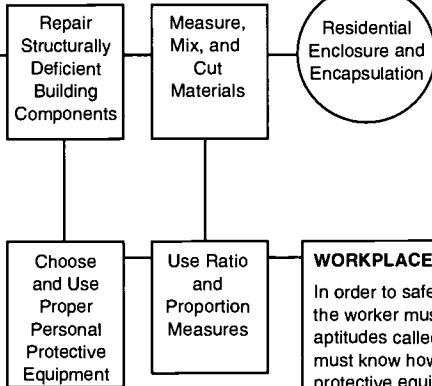 Repair
Structurally
Deficient
Building
Components
Measure,
Mix, and
Cut
Materials
Residential
Enclosure and
Encapsulation
Choose
and Use
Proper
Personal
Protective
Equipment
Use Ratio
and
Proportion
Measures
WORKPLACE
In order to safe
the worker mus
aptitudes called
must know how
protective equip